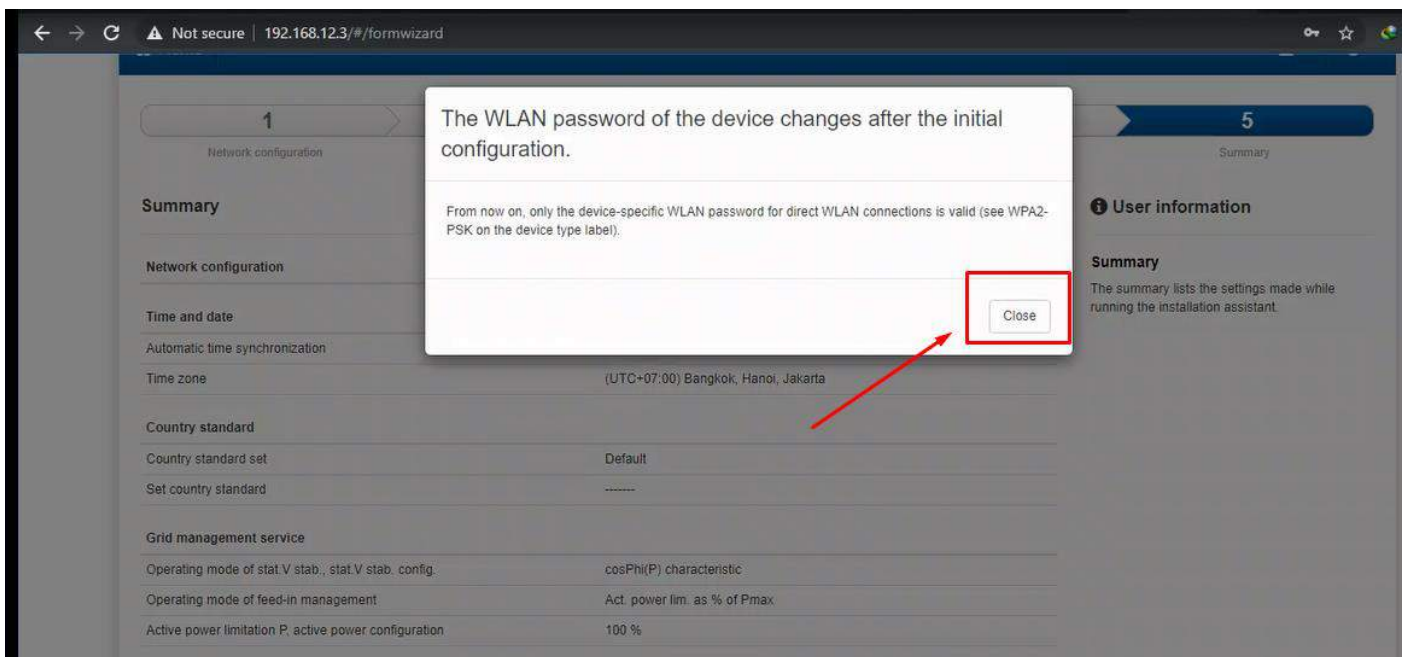 Not secure | 192.168.12.3/#/formwizard
The WLAN password of the device changes after the initial
configuration.
From now on, only the device-specific WLAN password for direct WLAN connections is valid (see WPA2-
PSK on the device type label).
Close
1
Network configuration
5
Summary
Summary
Network configuration
Time and date
Automatic time synchronization
Time zone (UTC+07:00) Bangkok, Hanoi, Jakarta
Country standard
Country standard set Default
Set country standard -------
Grid management service
Operating mode of stat.V stab., stat.V stab. config. cosPhi(P) characteristic
Operating mode of feed-in management Act. power lim. as % of Pmax
Active power limitation P, active power configuration 100 %
User information
Summary
The summary lists the settings made while
running the installation assistant.